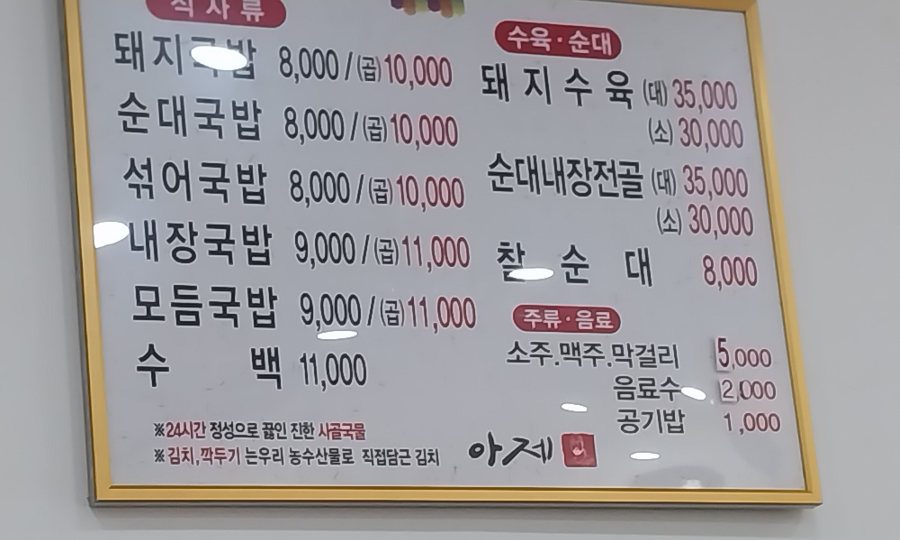 식사류
돼지국밥 8,000/(곱)10,000
순대국밥 8,000/(곱)10,000
섞어국밥 8,000/(곱)10,000
내장국밥 9,000/(곱)11,000
모듬국밥 9,000/(곱)11,000
수 백 11,000
※24시간 정성으로 끓인 진한 사골국물
※김치,깍두기 는우리 농수산물로 직접담근 김치
수육·순대
돼지수육 (대) 35,000
(소) 30,000
순대내장전골 (대) 35,000
(소) 30,000
찰 순 대 8,000
주류·음료
소주.맥주.막걸리 5,000
음료수 2,000
공기밥 1,000
아제